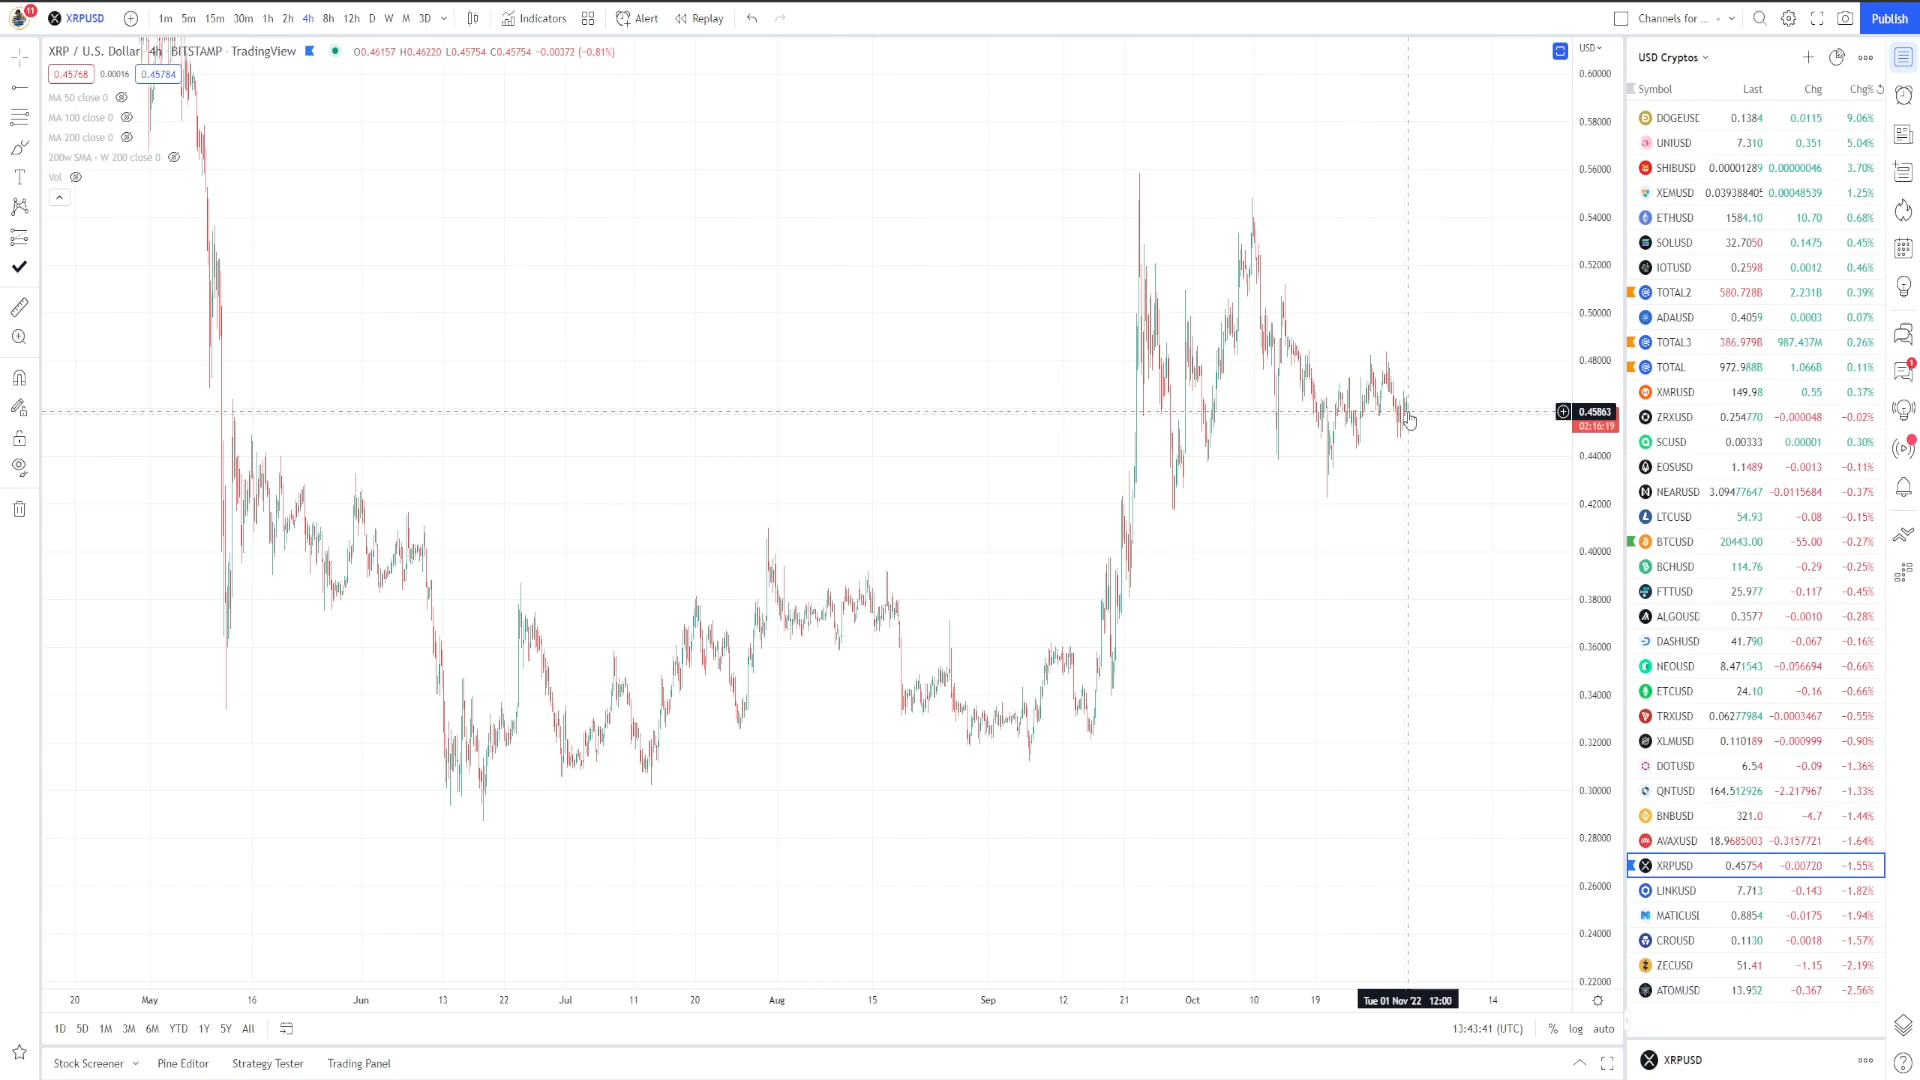 11
XRPUSD
1m 5m 15m 30m 1h 2h 4h 8h 12h D W M 3D
Indicators
Alert
Replay
Channels for ...
Publish
XRP / U.S. Dollar · 4h · BITSTAMP · TradingView
O0.46157 H0.46220 L0.45754 C0.45754 −0.00372 (−0.81%)
0.45768 0.00016 0.45784
MA 50 close 0
MA 100 close 0
MA 200 close 0
200w SMA · W 200 close 0
Vol
USD
0.60000
0.58000
0.56000
0.54000
0.52000
0.50000
0.48000
0.45863
02:16:19
0.44000
0.42000
0.40000
0.38000
0.36000
0.34000
0.32000
0.30000
0.28000
0.26000
0.24000
0.22000
20 May 16 Jun 13 22 Jul 11 20 Aug 15 Sep 12 21 Oct 10 19 Tue 01 Nov '22 12:00 14
1D 5D 1M 3M 6M YTD 1Y 5Y All
13:43:41 (UTC) % log auto
Stock Screener Pine Editor Strategy Tester Trading Panel
USD Cryptos
Symbol Last Chg Chg%
DOGEUSD 0.1384 0.0115 9.06%
UNIUSD 7.310 0.351 5.04%
SHIBUSD 0.00001289 0.00000046 3.70%
XEMUSD 0.039388405 0.00048539 1.25%
ETHUSD 1584.10 10.70 0.68%
SOLUSD 32.7050 0.1475 0.45%
IOTUSD 0.2598 0.0012 0.46%
TOTAL2 580.728B 2.231B 0.39%
ADAUSD 0.4059 0.0003 0.07%
TOTAL3 386.979B 987.437M 0.26%
TOTAL 972.988B 1.066B 0.11%
XMRUSD 149.98 0.55 0.37%
ZRXUSD 0.254770 −0.000048 −0.02%
SCUSD 0.00333 0.00001 0.30%
EOSUSD 1.1489 −0.0013 −0.11%
NEARUSD 3.09477647 −0.0115684 −0.37%
LTCUSD 54.93 −0.08 −0.15%
BTCUSD 20443.00 −55.00 −0.27%
BCHUSD 114.76 −0.29 −0.25%
FTTUSD 25.977 −0.117 −0.45%
ALGOUSD 0.3577 −0.0010 −0.28%
DASHUSD 41.790 −0.067 −0.16%
NEOUSD 8.471543 −0.056694 −0.66%
ETCUSD 24.10 −0.16 −0.66%
TRXUSD 0.06277984 −0.0003467 −0.55%
XLMUSD 0.110189 −0.000999 −0.90%
DOTUSD 6.54 −0.09 −1.36%
QNTUSD 164.512926 −2.217967 −1.33%
BNBUSD 321.0 −4.7 −1.44%
AVAXUSD 18.9685003 −0.3157721 −1.64%
XRPUSD 0.45754 −0.00720 −1.55%
LINKUSD 7.713 −0.143 −1.82%
MATICUSI 0.8854 −0.0175 −1.94%
CROUSD 0.1130 −0.0018 −1.57%
ZECUSD 51.41 −1.15 −2.19%
ATOMUSD 13.952 −0.367 −2.56%
XRPUSD
1